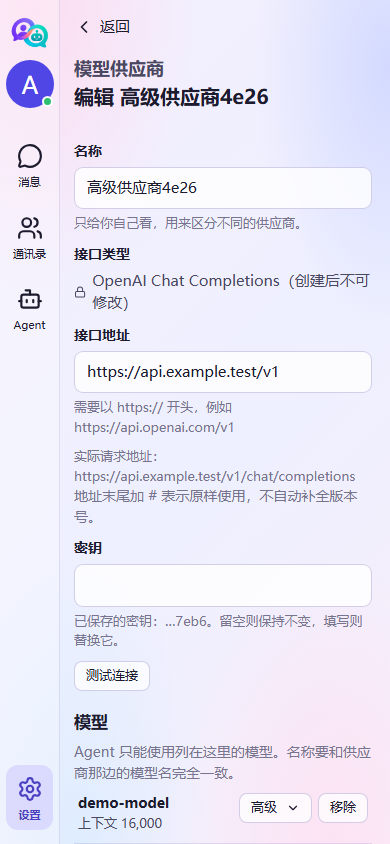 返回
模型供应商
编辑 高级供应商4e26
A
消息
通讯录
Agent
设置
名称
高级供应商4e26
只给你自己看，用来区分不同的供应商。
接口类型
OpenAI Chat Completions（创建后不可
修改）
接口地址
https://api.example.test/v1
需要以 https:// 开头，例如
https://api.openai.com/v1
实际请求地址：
https://api.example.test/v1/chat/completions
地址末尾加 # 表示原样使用，不自动补全版本
号。
密钥
已保存的密钥：…7eb6。留空则保持不变，填写则
替换它。
测试连接
模型
Agent 只能使用列在这里的模型。名称要和供应
商那边的模型名完全一致。
demo-model
上下文 16,000
高级
移除